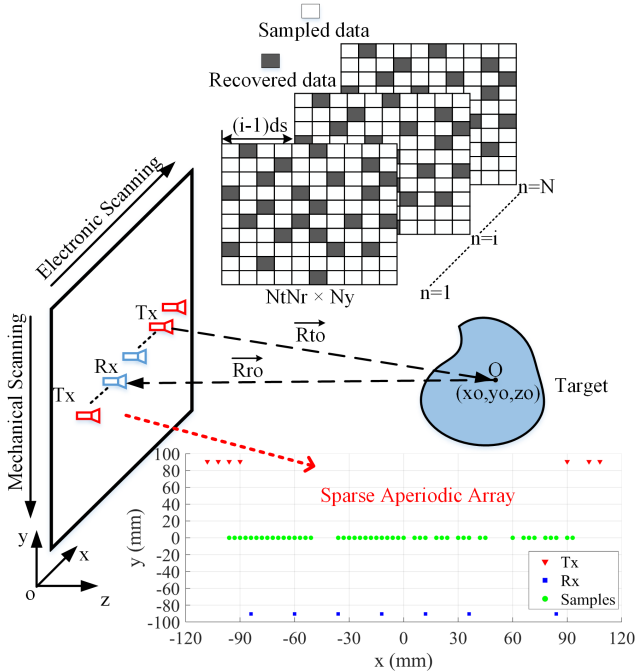 Sampled data
Recovered data
(i-1)ds
n=N
n=i
n=1
NtNr × Ny
Electronic Scanning
Mechanical Scanning
Tx
Rx
Tx
Rto
Rro
O
(xo,yo,zo)
Target
y
x
o
z
Sparse Aperiodic Array
y (mm)
100
80
60
40
20
0
-20
-40
-60
-80
-100
Tx
Rx
Samples
-120 -90 -60 -30 0 30 60 90 120
x (mm)